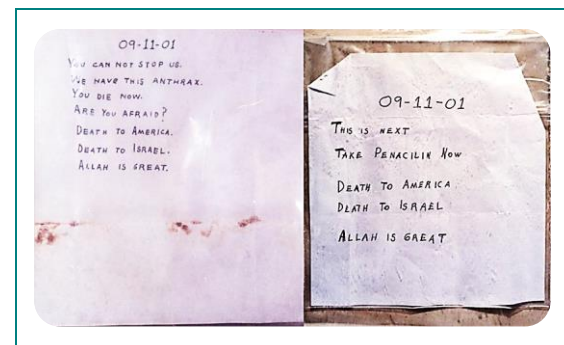 09-11-01
YOU CAN NOT STOP US.
WE HAVE THIS ANTHRAX.
YOU DIE NOW.
ARE YOU AFRAID?
DEATH TO AMERICA.
DEATH TO ISRAEL.
ALLAH IS GREAT.
09-11-01
THIS IS NEXT
TAKE PENACILIN NOW
DEATH TO AMERICA
DEATH TO ISRAEL
ALLAH IS GREAT